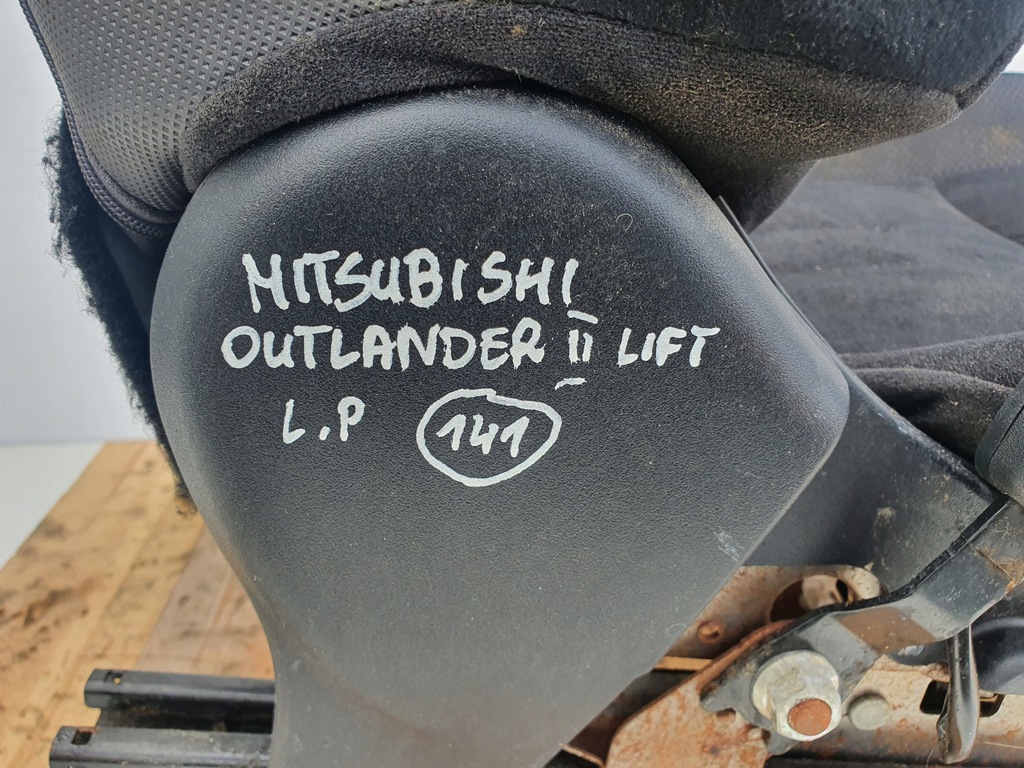 MITSUBISHI
OUTLANDER II LIFT
L.P 141